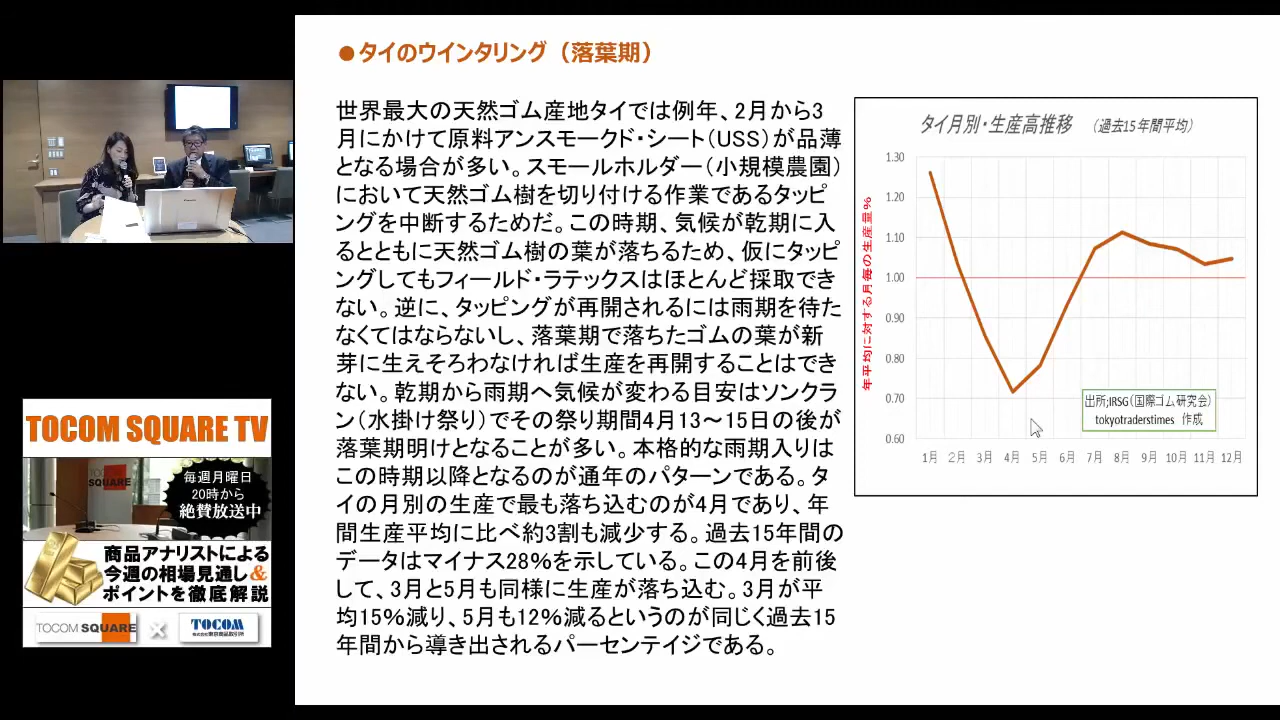 ●タイのウインタリング（落葉期）
世界最大の天然ゴム産地タイでは例年、2月から3
月にかけて原料アンスモークド・シート（USS）が品薄
となる場合が多い。スモールホルダー（小規模農園）
において天然ゴム樹を切り付ける作業であるタッピ
ングを中断するためだ。この時期、気候が乾期に入
るとともに天然ゴム樹の葉が落ちるため、仮にタッピ
ングしてもフィールド・ラテックスはほとんど採取でき
ない。逆に、タッピングが再開されるには雨期を待た
なくてはならないし、落葉期で落ちたゴムの葉が新
芽に生えそろわなければ生産を再開することはでき
ない。乾期から雨期へ気候が変わる目安はソンクラ
ン（水掛け祭り）でその祭り期間4月13～15日の後が
落葉期明けとなることが多い。本格的な雨期入りは
この時期以降となるのが通年のパターンである。タ
イの月別の生産で最も落ち込むのが4月であり、年
間生産平均に比べ約3割も減少する。過去15年間の
データはマイナス28％を示している。この4月を前後
して、3月と5月も同様に生産が落ち込む。3月が平
均15％減り、5月も12％減るというのが同じく過去15
年間から導き出されるパーセンテイジである。
タイ月別・生産高推移 （過去15年間平均）
年平均に対する月毎の生産量％
1.30
1.20
1.10
1.00
0.90
0.80
0.70
0.60
1月 2月 3月 4月 5月 6月 7月 8月 9月 10月 11月 12月
出所;IRSG（国際ゴム研究会）
tokyotraderstimes 作成
TOCOM SQUARE TV
TOCOM
SQUARE
毎週月曜日
20時から
絶賛放送中
商品アナリストによる
今週の相場見通し&
ポイントを徹底解説
TOCOM SQUARE × TOCOM
株式会社東京商品取引所